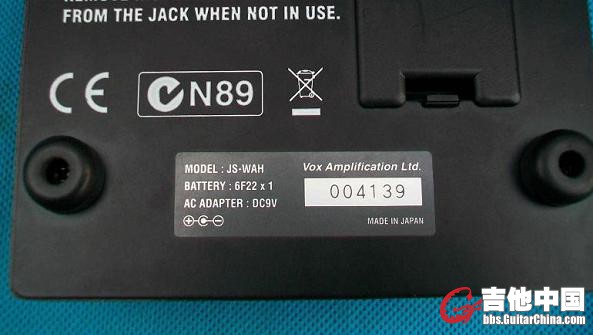 FROM THE JACK WHEN NOT IN USE.
CE
N89
MODEL : JS-WAH
BATTERY : 6F22 x 1
AC ADAPTER : DC9V
Vox Amplification Ltd.
004139
MADE IN JAPAN
吉他中国
bbs.GuitarChina.com